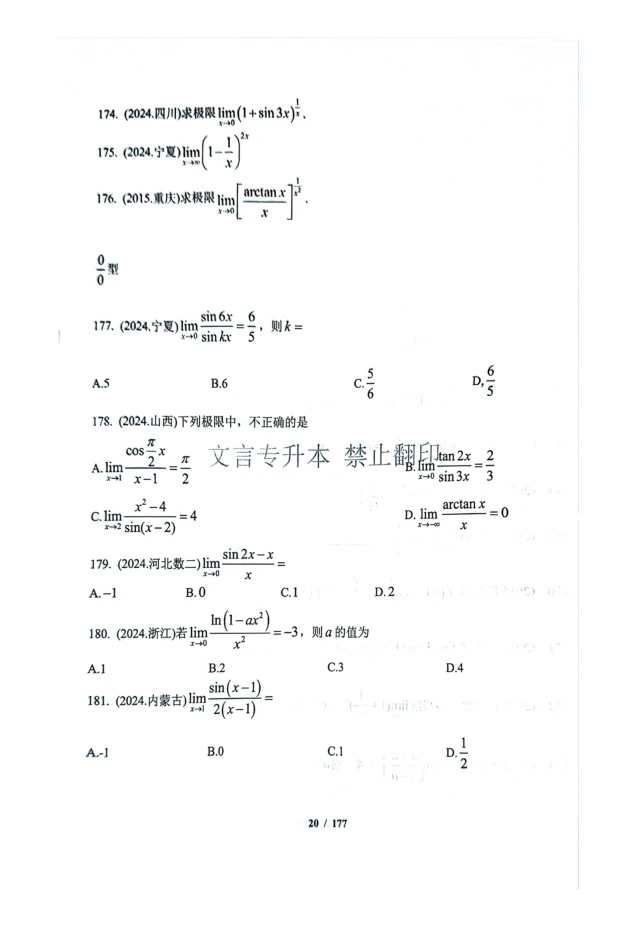 174. (2024.四川)求极限 lim_{x→0} (1+sin3x)^{1/x}.
175. (2024.宁夏) lim_{x→∞} (1-1/x)^{2x}
176. (2015.重庆)求极限 lim_{x→0} [arctan x / x]^{1/x²}.
0/0 型
177. (2024.宁夏) lim_{x→0} sin6x / sin kx = 6/5，则 k =
A.5 B.6 C. 5/6 D, 6/5
178. (2024.山西)下列极限中，不正确的是
文言专升本 禁止翻印
A. lim_{x→1} cos(π/2)x / (x-1) = π/2 B. lim_{x→0} tan2x / sin3x = 2/3
C. lim_{x→2} (x²-4) / sin(x-2) = 4 D. lim_{x→-∞} arctan x / x = 0
179. (2024.河北数二) lim_{x→0} (sin2x-x) / x =
A.-1 B.0 C.1 D.2
180. (2024.浙江)若 lim_{x→0} ln(1-ax²) / x² = -3，则 a 的值为
A.1 B.2 C.3 D.4
181. (2024.内蒙古) lim_{x→1} sin(x-1) / 2(x-1) =
A.-1 B.0 C.1 D. 1/2
20 / 177